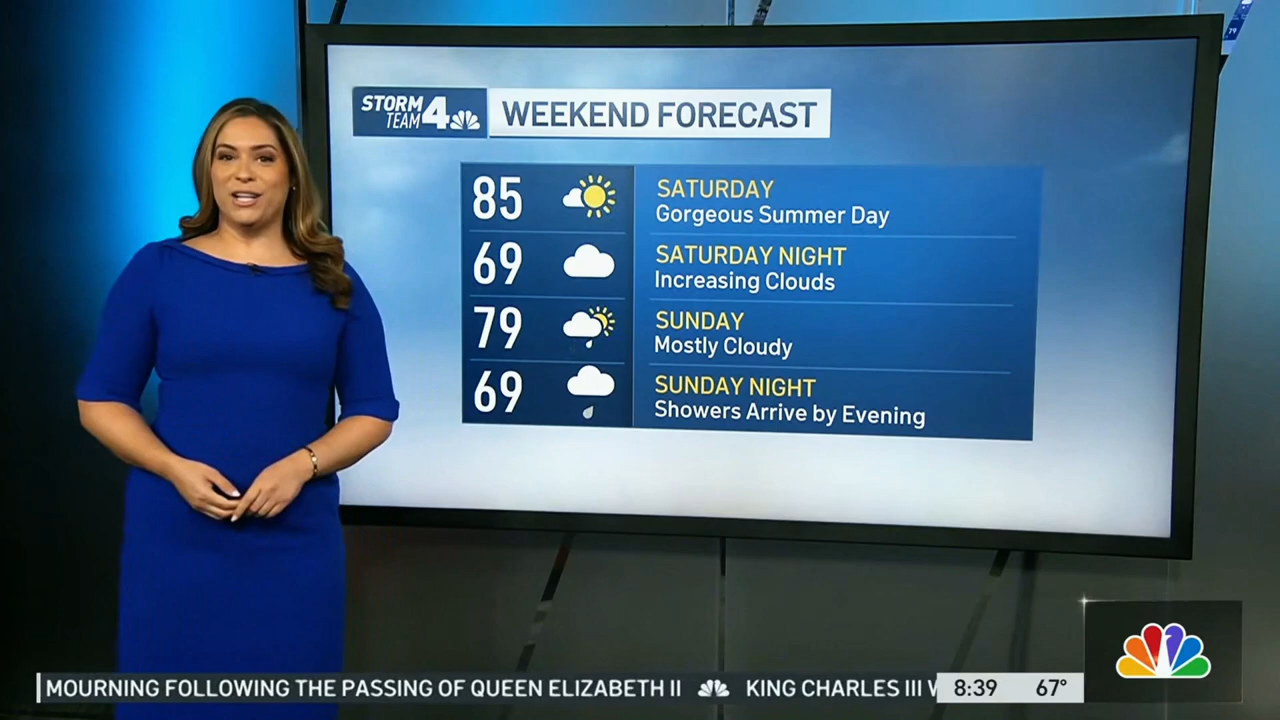 STORM
TEAM 4
WEEKEND FORECAST
85
SATURDAY
Gorgeous Summer Day
69
SATURDAY NIGHT
Increasing Clouds
79
SUNDAY
Mostly Cloudy
69
SUNDAY NIGHT
Showers Arrive by Evening
79
MOURNING FOLLOWING THE PASSING OF QUEEN ELIZABETH II KING CHARLES III
8:39 67°